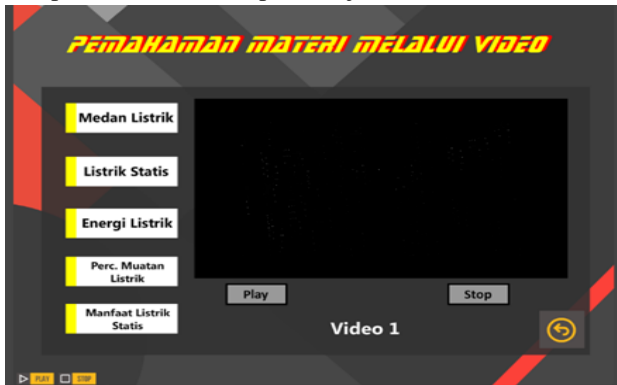 PEMAHAMAN MATERI MELALUI VIDEO
Medan Listrik
Listrik Statis
Energi Listrik
Perc. Muatan
Listrik
Manfaat Listrik
Statis
Play
Stop
Video 1
PLAY
STOP